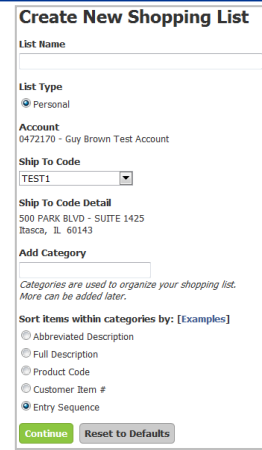 Create New Shopping List
List Name
List Type
Personal
Account
0472170 - Guy Brown Test Account
Ship To Code
TEST1
Ship To Code Detail
500 PARK BLVD - SUITE 1425
Itasca, IL 60143
Add Category
Categories are used to organize your shopping list.
More can be added later.
Sort items within categories by: [Examples]
Abbreviated Description
Full Description
Product Code
Customer Item #
Entry Sequence
Continue Reset to Defaults